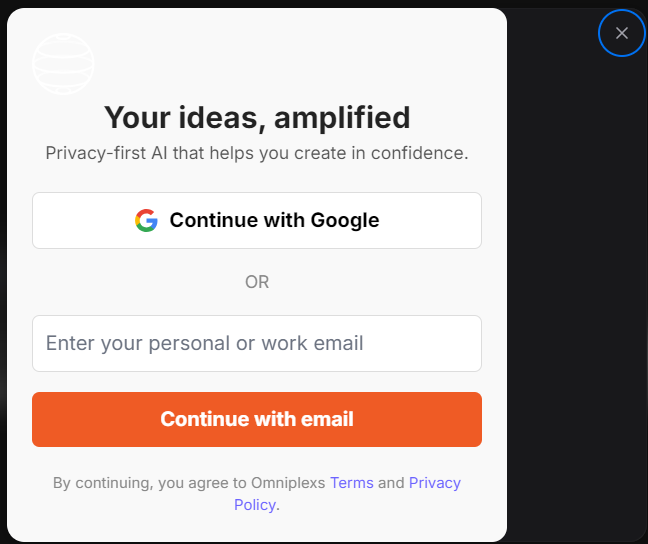 Your ideas, amplified
Privacy-first AI that helps you create in confidence.
Continue with Google
OR
Enter your personal or work email
Continue with email
By continuing, you agree to Omniplexs Terms and Privacy
Policy.